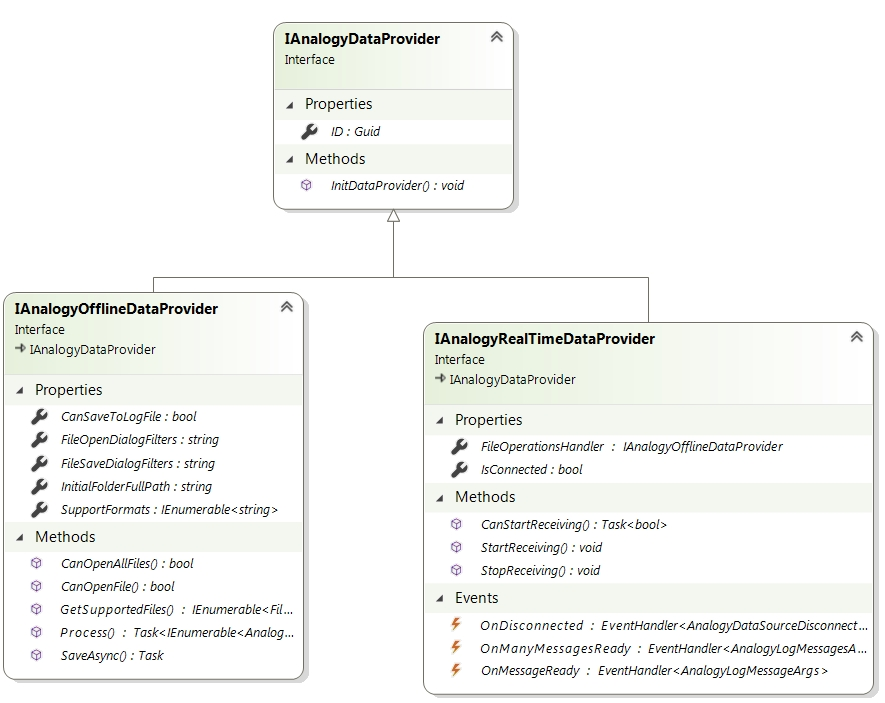 IAnalogyDataProvider
Interface
Properties
ID : Guid
Methods
InitDataProvider() : void
IAnalogyOfflineDataProvider
Interface
IAnalogyDataProvider
Properties
CanSaveToLogFile : bool
FileOpenDialogFilters : string
FileSaveDialogFilters : string
InitialFolderFullPath : string
SupportFormats : IEnumerable<string>
Methods
CanOpenAllFiles() : bool
CanOpenFile() : bool
GetSupportedFiles() : IEnumerable<Fil...
Process() : Task<IEnumerable<Analog...
SaveAsync() : Task
IAnalogyRealTimeDataProvider
Interface
IAnalogyDataProvider
Properties
FileOperationsHandler : IAnalogyOfflineDataProvider
IsConnected : bool
Methods
CanStartReceiving() : Task<bool>
StartReceiving() : void
StopReceiving() : void
Events
OnDisconnected : EventHandler<AnalogyDataSourceDisconnect...
OnManyMessagesReady : EventHandler<AnalogyLogMessagesA...
OnMessageReady : EventHandler<AnalogyLogMessageArgs>